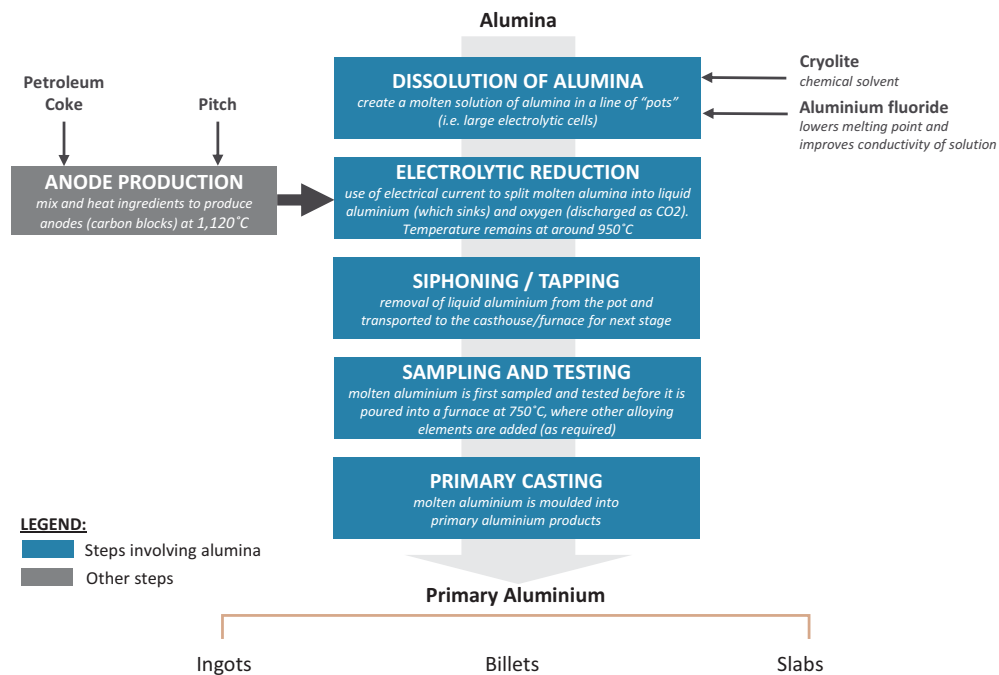 Alumina
DISSOLUTION OF ALUMINA
create a molten solution of alumina in a line of “pots”
(i.e. large electrolytic cells)
Cryolite
chemical solvent
Aluminium fluoride
lowers melting point and
improves conductivity of solution
Petroleum
Coke
Pitch
ANODE PRODUCTION
mix and heat ingredients to produce
anodes (carbon blocks) at 1,120˚C
ELECTROLYTIC REDUCTION
use of electrical current to split molten alumina into liquid
aluminium (which sinks) and oxygen (discharged as CO2).
Temperature remains at around 950˚C
SIPHONING / TAPPING
removal of liquid aluminium from the pot and
transported to the casthouse/furnace for next stage
SAMPLING AND TESTING
molten aluminium is first sampled and tested before it is
poured into a furnace at 750˚C, where other alloying
elements are added (as required)
PRIMARY CASTING
molten aluminium is moulded into
primary aluminium products
LEGEND:
Steps involving alumina
Other steps
Primary Aluminium
Ingots
Billets
Slabs